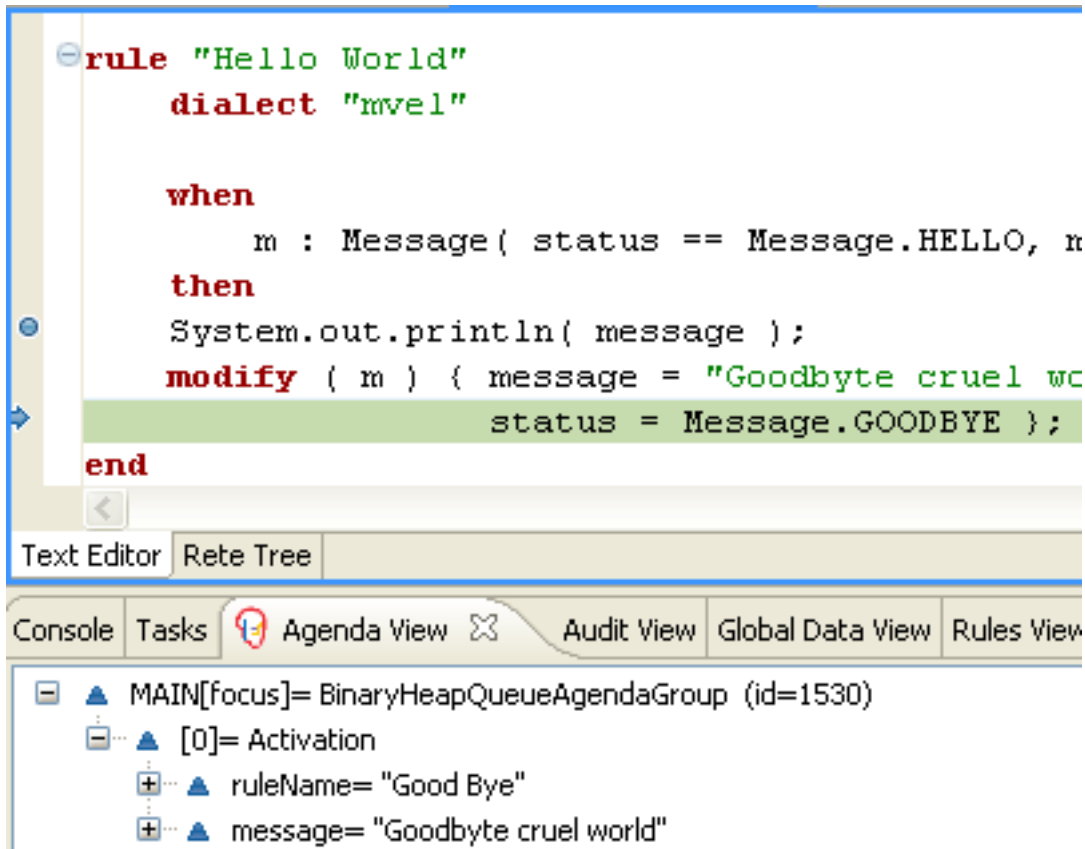 rule "Hello World"
dialect "mvel"
when
m : Message( status == Message.HELLO, m
then
System.out.println( message );
modify ( m ) { message = "Goodbyte cruel wo
status = Message.GOODBYE };
end
Text Editor Rete Tree
Console Tasks Agenda View Audit View Global Data View Rules View
MAIN[focus]= BinaryHeapQueueAgendaGroup (id=1530)
[0]= Activation
ruleName= "Good Bye"
message= "Goodbyte cruel world"